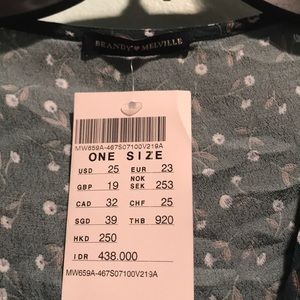 BRANDY♥MELVILLE
MW659A-467S07100V219A
ONE SIZE
USD 25 EUR 23
GBP 19 NOK SEK 253
CAD 32 CHF 25
SGD 39 THB 920
HKD 250
IDR 438.000
MW659A-467S07100V219A